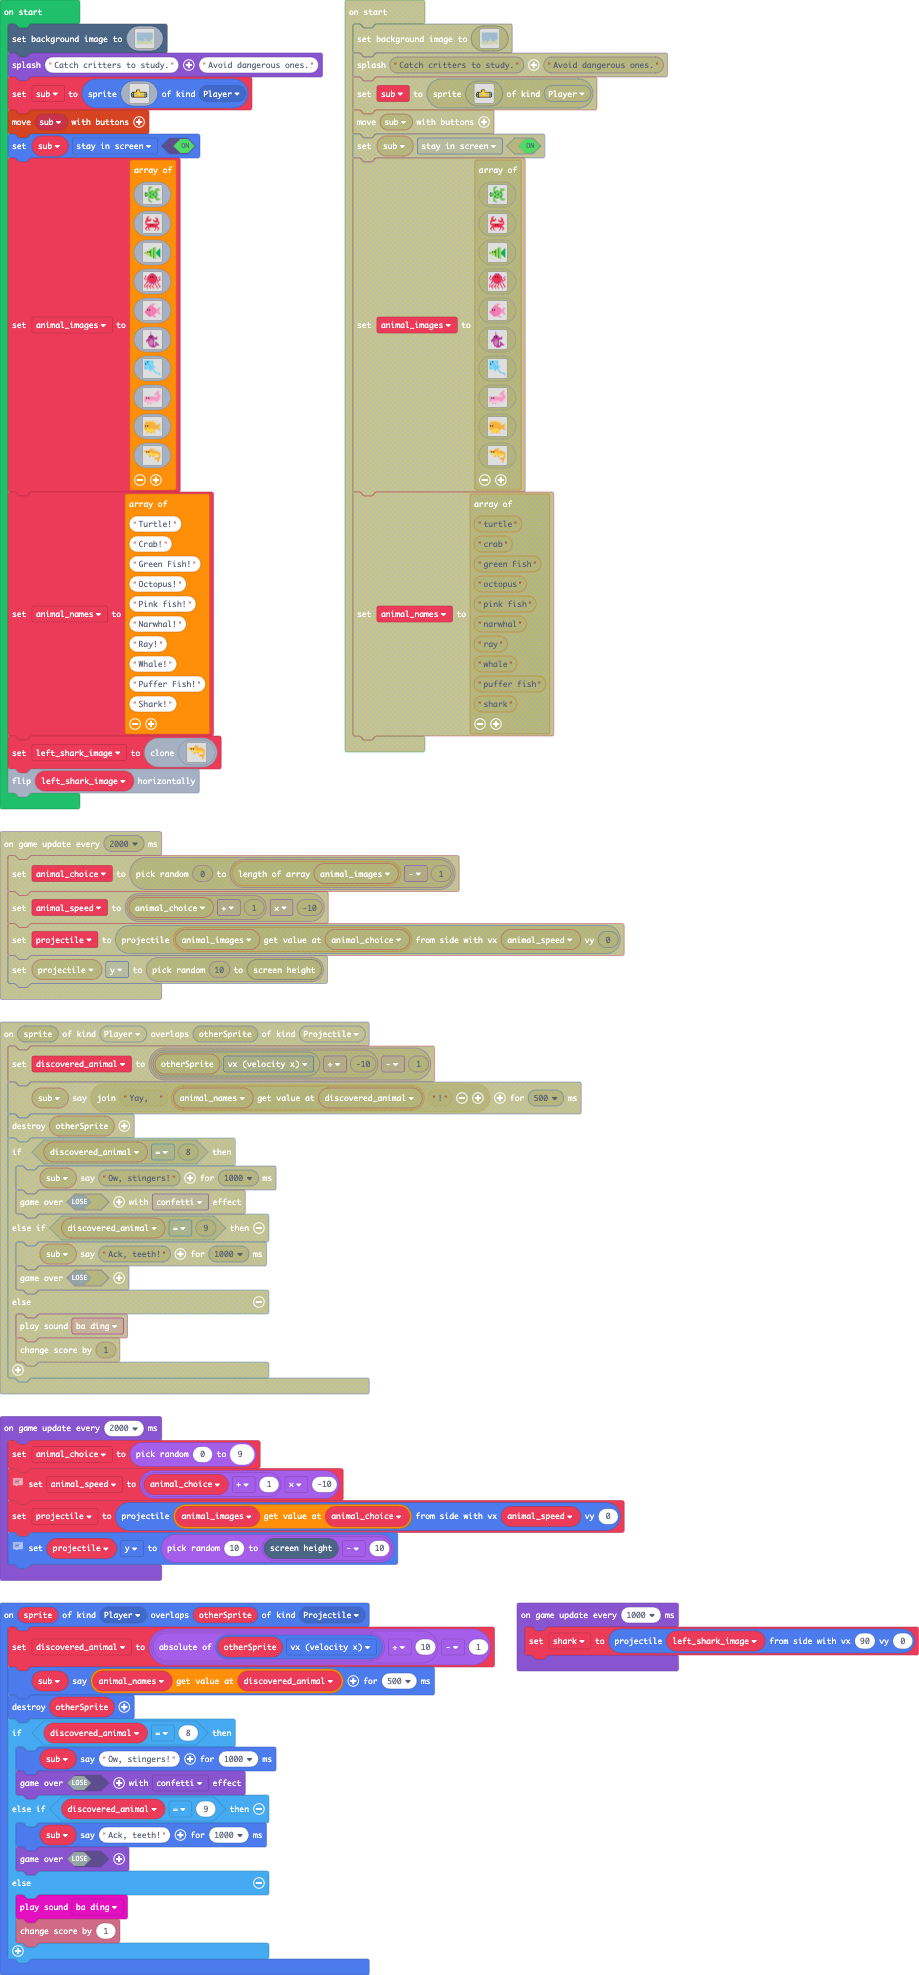 on start
set background image to
splash "Catch critters to study." "Avoid dangerous ones."
set sub to sprite of kind Player
move sub with buttons
set sub stay in screen ON
array of
set animal_images to
array of
"Turtle!"
"Crab!"
"Green Fish!"
"Octopus!"
"Pink fish!"
set animal_names to
"Narwhal!"
"Ray!"
"Whale!"
"Puffer Fish!"
"Shark!"
set left_shark_image to clone
flip left_shark_image horizontally
on start
set background image to
splash "Catch critters to study." "Avoid dangerous ones."
set sub to sprite of kind Player
move sub with buttons
set sub stay in screen ON
array of
set animal_images to
array of
"turtle"
"crab"
"green Fish"
"octopus"
"pink fish"
set animal_names to
"narwhal"
"ray"
"whale"
"puffer fish"
"shark"
on game update every 2000 ms
set animal_choice to pick random 0 to length of array animal_images - 1
set animal_speed to animal_choice + 1 x -10
set projectile to projectile animal_images get value at animal_choice from side with vx animal_speed vy 0
set projectile y to pick random 10 to screen height
on sprite of kind Player overlaps otherSprite of kind Projectile
set discovered_animal to otherSprite vx (velocity x) ÷ -10 - 1
sub say join "Yay, " animal_names get value at discovered_animal "!" for 500 ms
destroy otherSprite
if discovered_animal = 8 then
sub say "Ow, stingers!" for 1000 ms
game over LOSE with confetti effect
else if discovered_animal = 9 then
sub say "Ack, teeth!" for 1000 ms
game over LOSE
else
play sound ba ding
change score by 1
on game update every 2000 ms
set animal_choice to pick random 0 to 9
set animal_speed to animal_choice + 1 x -10
set projectile to projectile animal_images get value at animal_choice from side with vx animal_speed vy 0
set projectile y to pick random 10 to screen height - 10
on sprite of kind Player overlaps otherSprite of kind Projectile
set discovered_animal to absolute of otherSprite vx (velocity x) ÷ 10 - 1
sub say animal_names get value at discovered_animal for 500 ms
destroy otherSprite
if discovered_animal = 8 then
sub say "Ow, stingers!" for 1000 ms
game over LOSE with confetti effect
else if discovered_animal = 9 then
sub say "Ack, teeth!" for 1000 ms
game over LOSE
else
play sound ba ding
change score by 1
on game update every 1000 ms
set shark to projectile left_shark_image from side with vx 90 vy 0